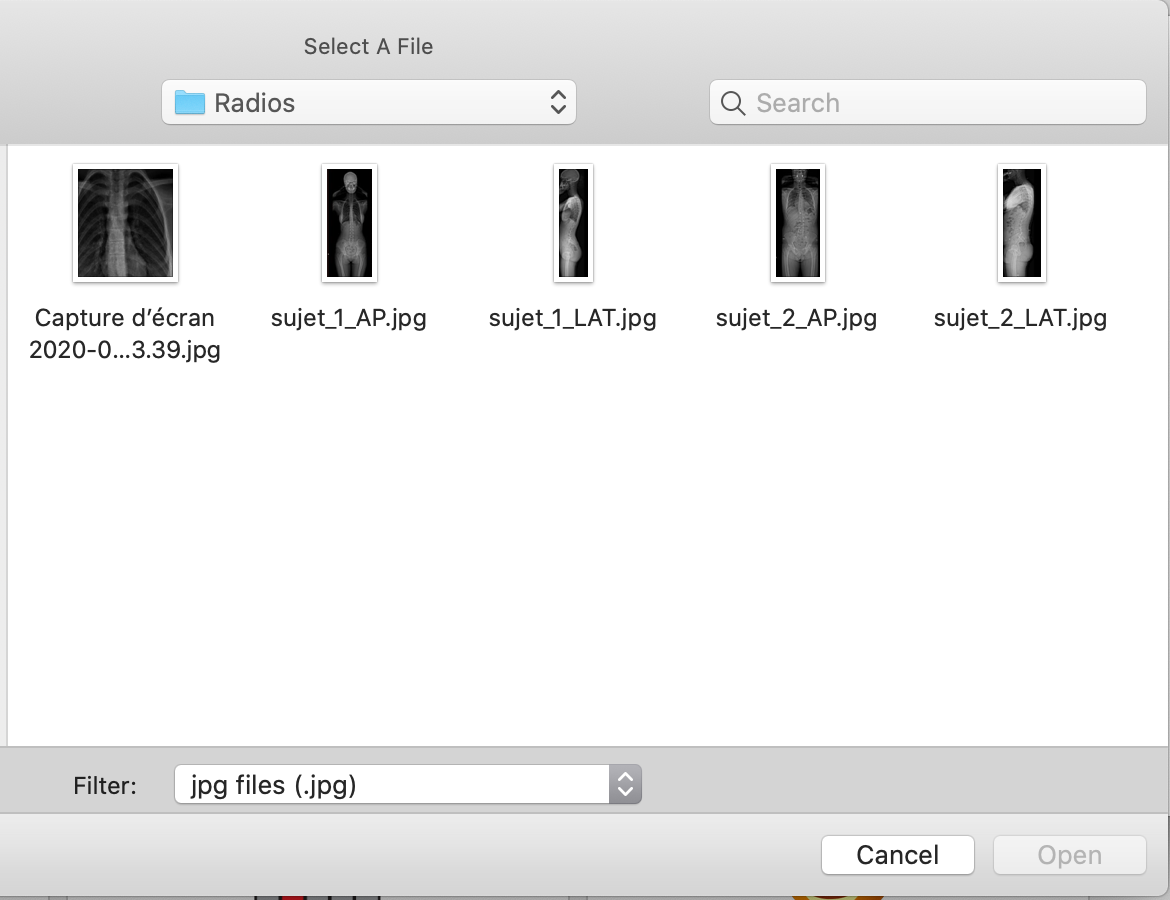 Select A File
Radios
Search
Capture d’écran
2020-0...3.39.jpg
sujet_1_AP.jpg
sujet_1_LAT.jpg
sujet_2_AP.jpg
sujet_2_LAT.jpg
Filter:
jpg files (.jpg)
Cancel
Open